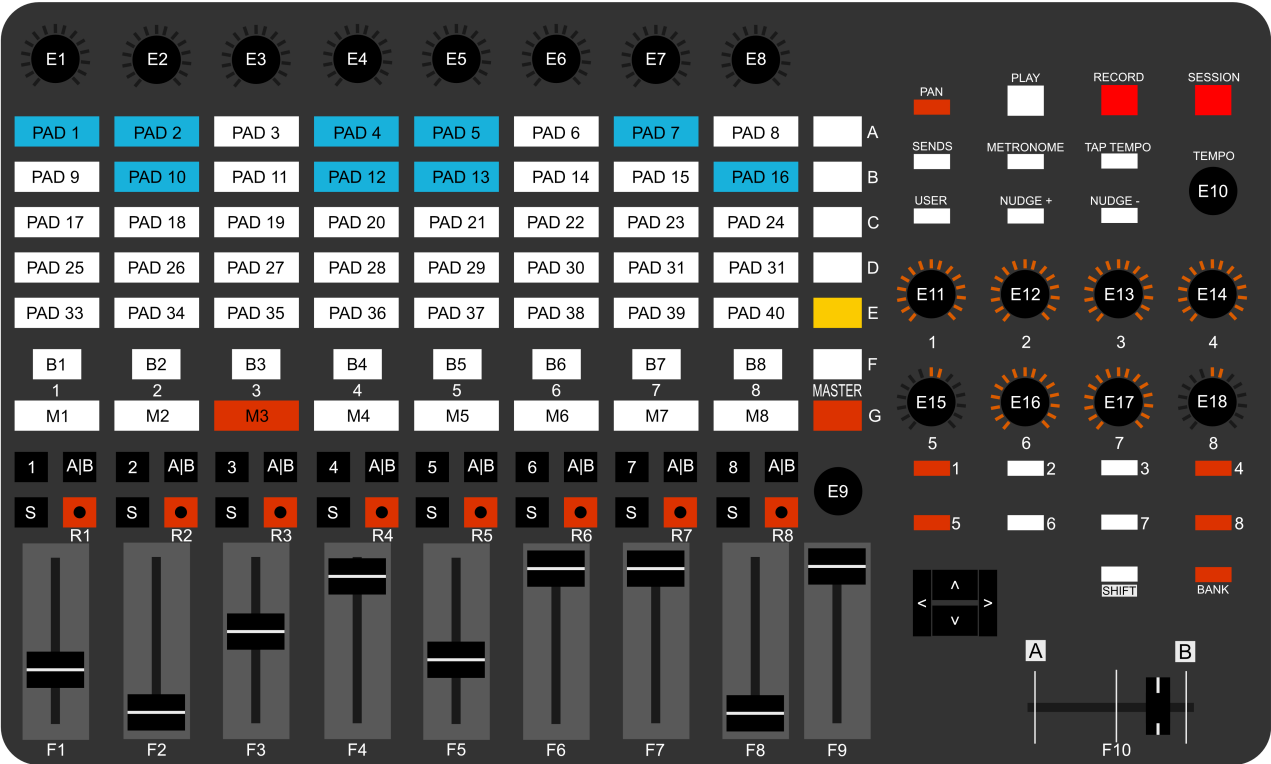 E1 E2 E3 E4 E5 E6 E7 E8
PLAY RECORD SESSION
PAN
PAD 1 PAD 2 PAD 3 PAD 4 PAD 5 PAD 6 PAD 7 PAD 8 A
SENDS METRONOME TAP TEMPO
TEMPO
PAD 9 PAD 10 PAD 11 PAD 12 PAD 13 PAD 14 PAD 15 PAD 16 B
E10
USER NUDGE + NUDGE -
PAD 17 PAD 18 PAD 19 PAD 20 PAD 21 PAD 22 PAD 23 PAD 24 C
PAD 25 PAD 26 PAD 27 PAD 28 PAD 29 PAD 30 PAD 31 PAD 31 D
E11 E12 E13 E14
PAD 33 PAD 34 PAD 35 PAD 36 PAD 37 PAD 38 PAD 39 PAD 40 E
1 2 3 4
B1 B2 B3 B4 B5 B6 B7 B8 F
1 2 3 4 5 6 7 8 MASTER
E15 E16 E17 E18
M1 M2 M3 M4 M5 M6 M7 M8 G
5 6 7 8
1 A|B 2 A|B 3 A|B 4 A|B 5 A|B 6 A|B 7 A|B 8 A|B
1 2 3 4
E9
S S S S S S S S
5 6 7 8
R1 R2 R3 R4 R5 R6 R7 R8
SHIFT BANK
< ^ v >
A B
F1 F2 F3 F4 F5 F6 F7 F8 F9 F10